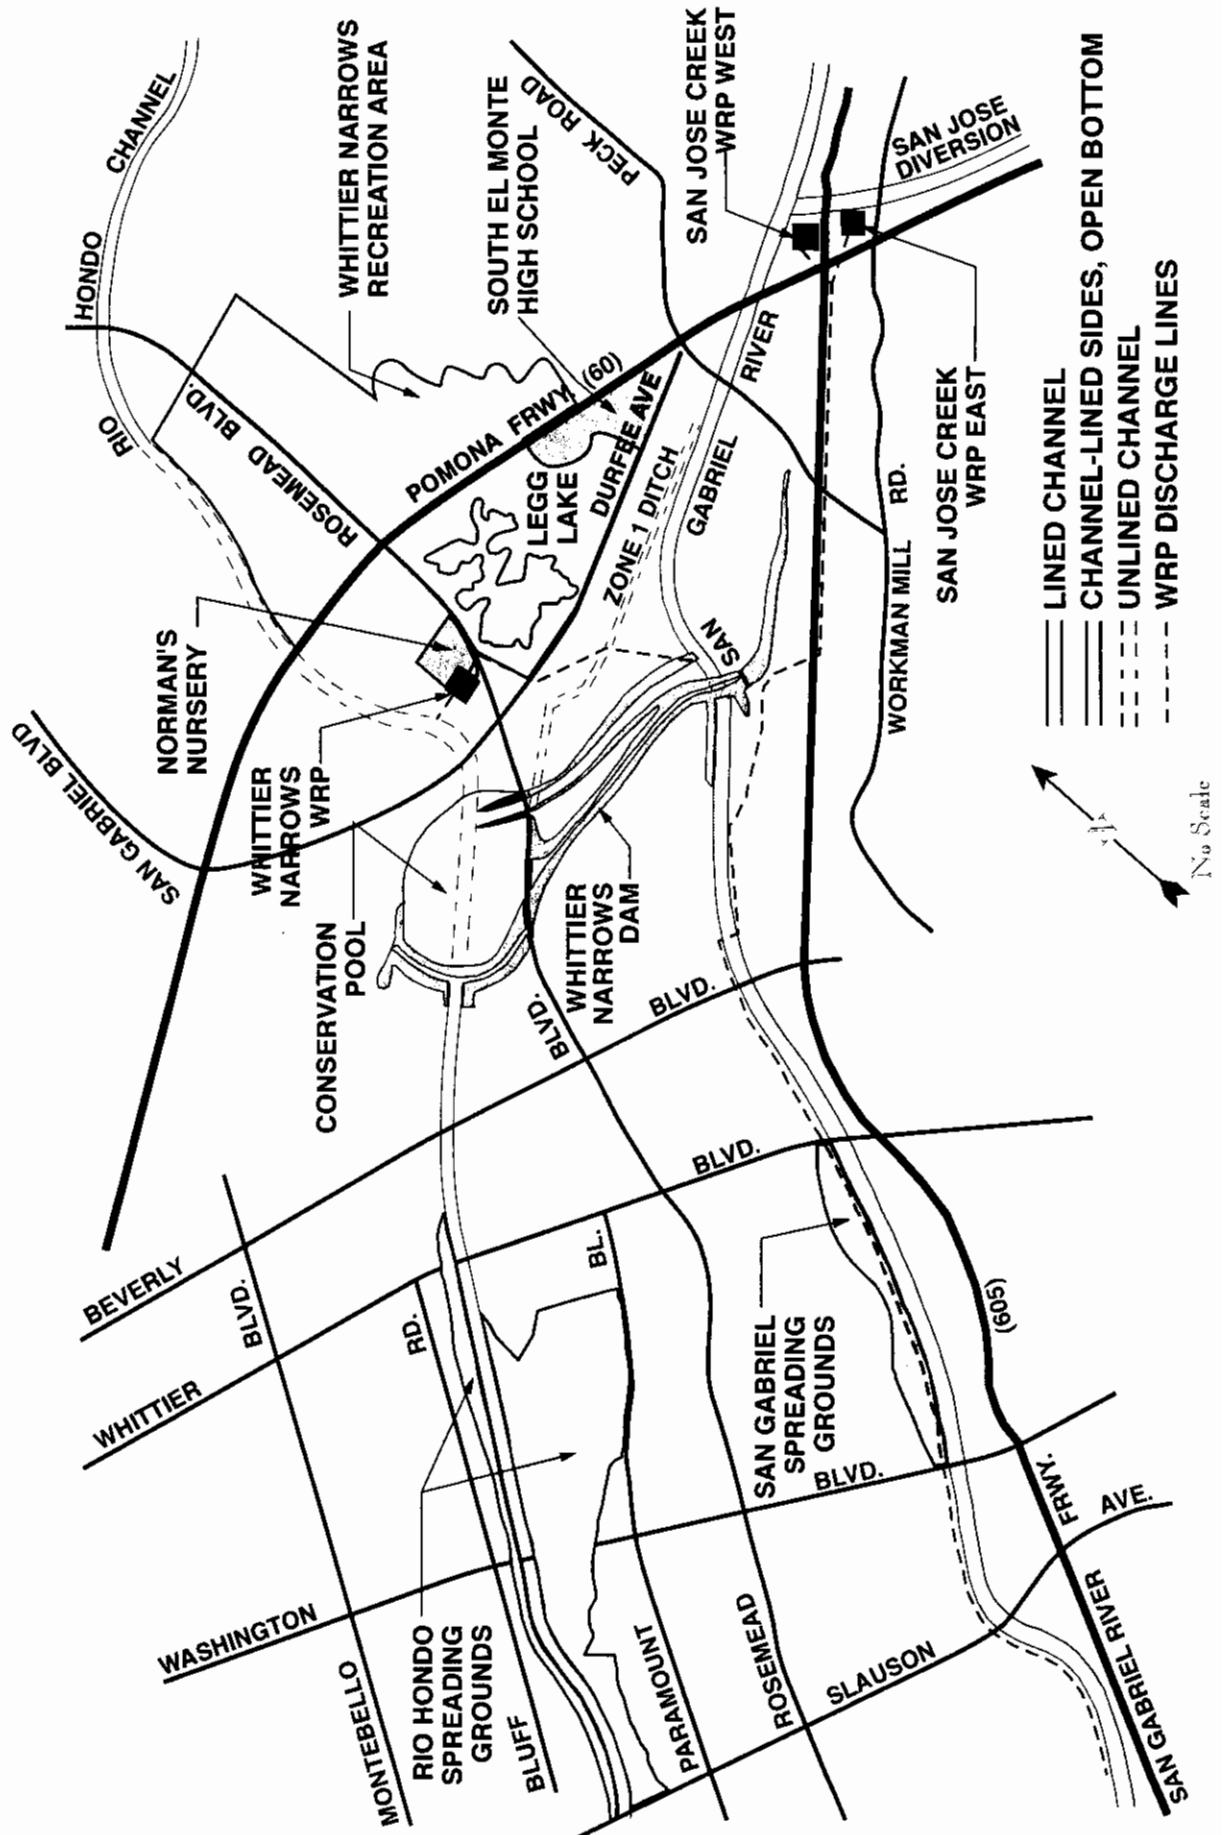 RIO
HONDO
CHANNEL
HONDO
WHITTIER NARROWS
RECREATION AREA
SOUTH EL MONTE
HIGH SCHOOL
PECK ROAD
SAN JOSE CREEK
WRP WEST
SAN JOSE
DIVERSION
ROSEMEAD BLVD.
POMONA FRWY. (60)
LEGG
LAKE
DURFEE AVE
ZONE 1 DITCH
SAN
GABRIEL
RIVER
NORMAN'S
NURSERY
SAN GABRIEL BLVD
WHITTIER
NARROWS
WRP
CONSERVATION
POOL
WHITTIER
NARROWS
DAM
WORKMAN MILL RD.
SAN JOSE CREEK
WRP EAST
BEVERLY
BLVD.
WHITTIER
BLVD.
WASHINGTON
BLVD.
MONTEBELLO
BLVD.
BLUFF
RD.
PARAMOUNT
BL.
ROSEMEAD
BLVD.
SLAUSON
AVE.
RIO HONDO
SPREADING
GROUNDS
SAN GABRIEL
SPREADING
GROUNDS
SAN GABRIEL RIVER
FRWY.
(605)
LINED CHANNEL
CHANNEL-LINED SIDES, OPEN BOTTOM
UNLINED CHANNEL
WRP DISCHARGE LINES
No Scale